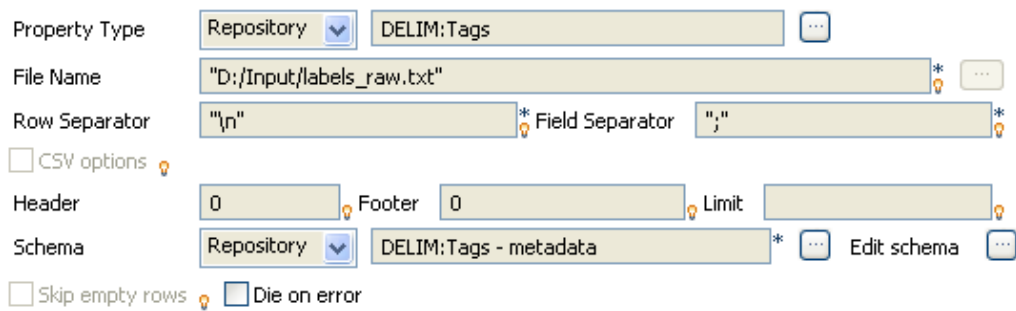 Property Type Repository DELIM:Tags ...
File Name "D:/Input/labels_raw.txt" * ...
Row Separator "\n" * Field Separator ";" *
CSV options
Header 0 Footer 0 Limit
Schema Repository DELIM:Tags - metadata * ... Edit schema ...
Skip empty rows Die on error